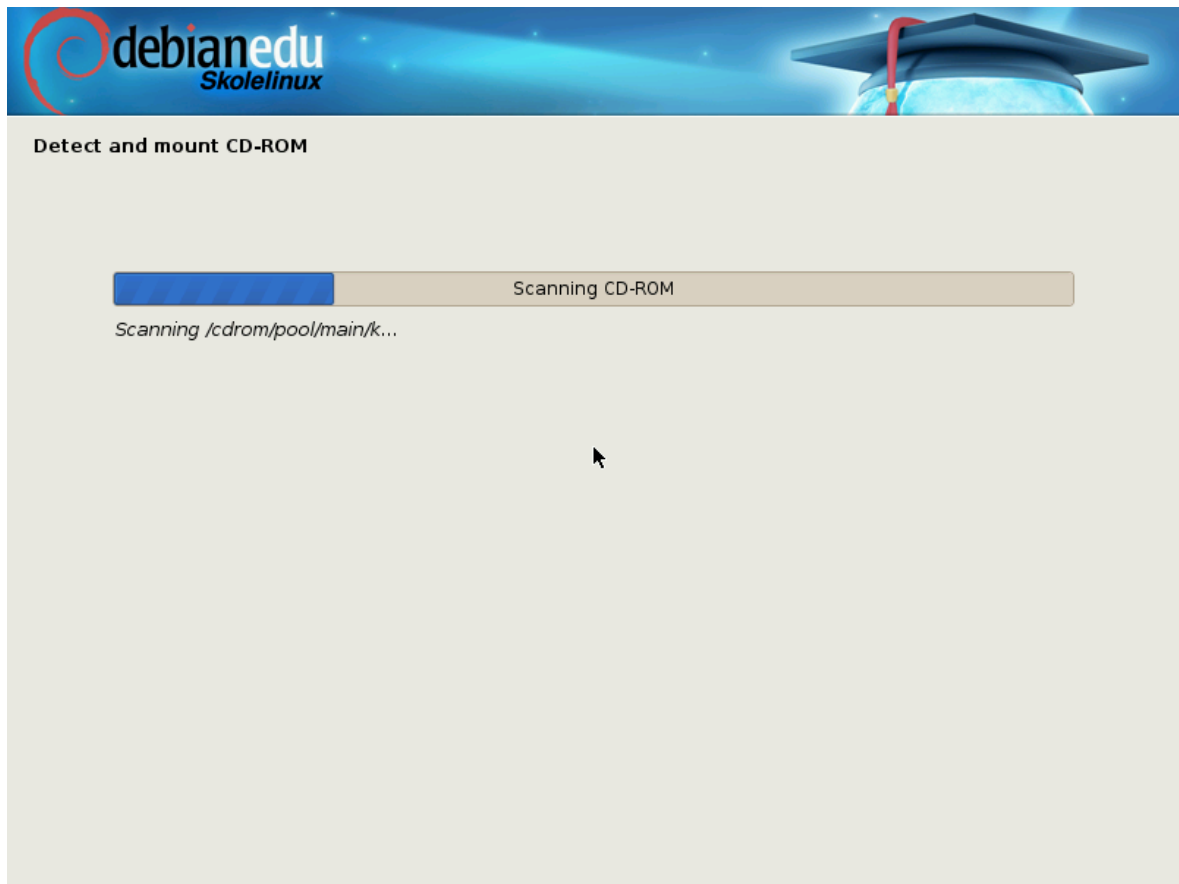 debianedu
Skolelinux
Detect and mount CD-ROM
Scanning CD-ROM
Scanning /cdrom/pool/main/k...